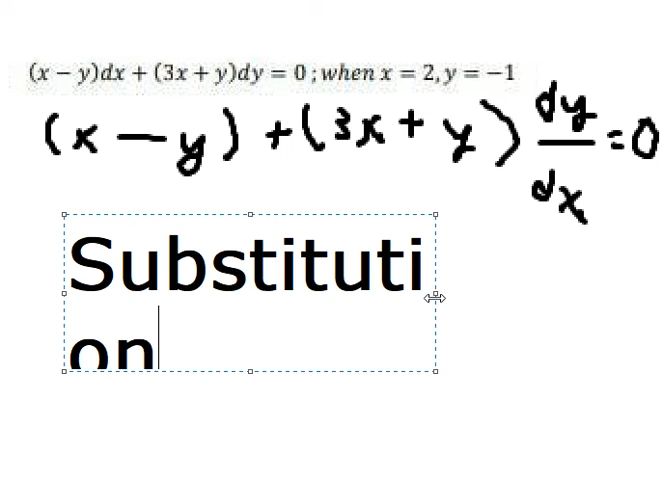 (x − y)dx + (3x + y)dy = 0 ; when x = 2, y = −1
(x − y) + (3x + y) dy/dx = 0
Substituti
on